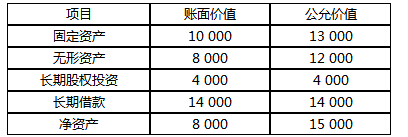 项目 账面价值 公允价值
固定资产 10 000 13 000
无形资产 8 000 12 000
长期股权投资 4 000 4 000
长期借款 14 000 14 000
净资产 8 000 15 000